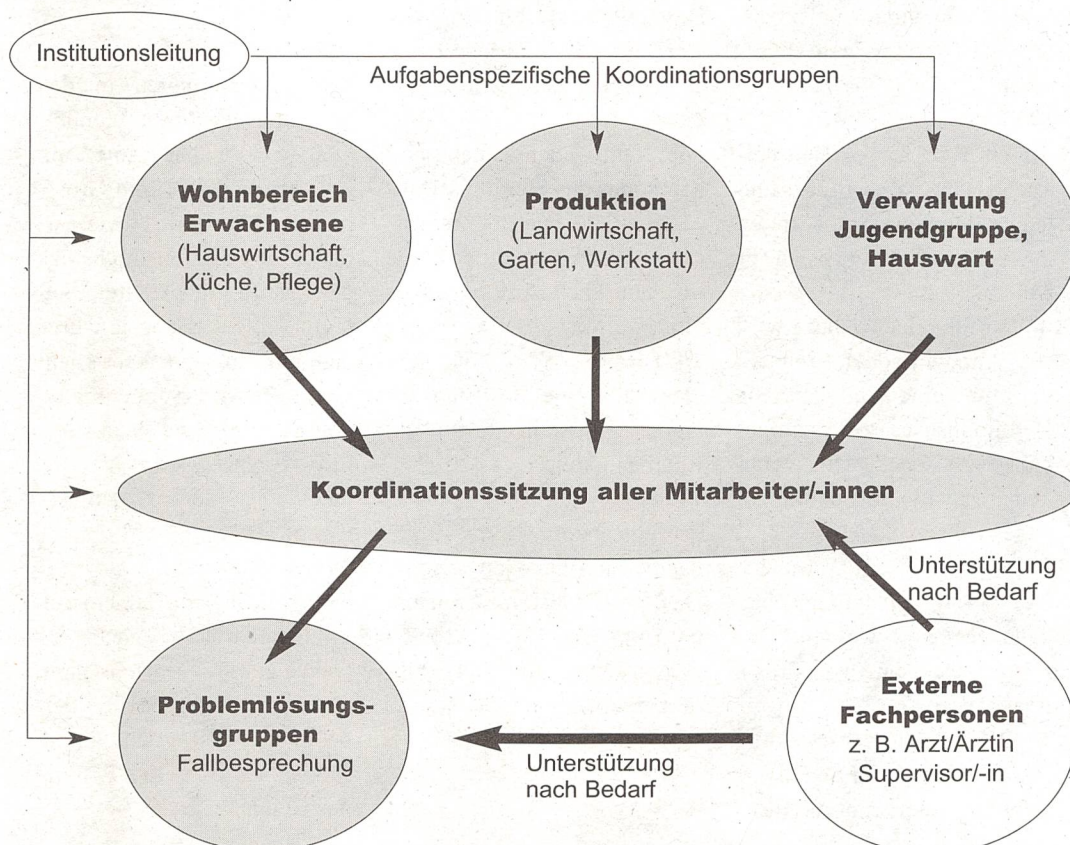 Institutionsleitung
Aufgabenspezifische Koordinationsgruppen
Wohnbereich
Erwachsene
(Hauswirtschaft,
Küche, Pflege)
Produktion
(Landwirtschaft,
Garten, Werkstatt)
Verwaltung
Jugendgruppe,
Hauswart
Koordinationssitzung aller Mitarbeiter/-innen
Unterstützung
nach Bedarf
Problemlösungs-
gruppen
Fallbesprechung
Unterstützung
nach Bedarf
Externe
Fachpersonen
z. B. Arzt/Ärztin
Supervisor/-in